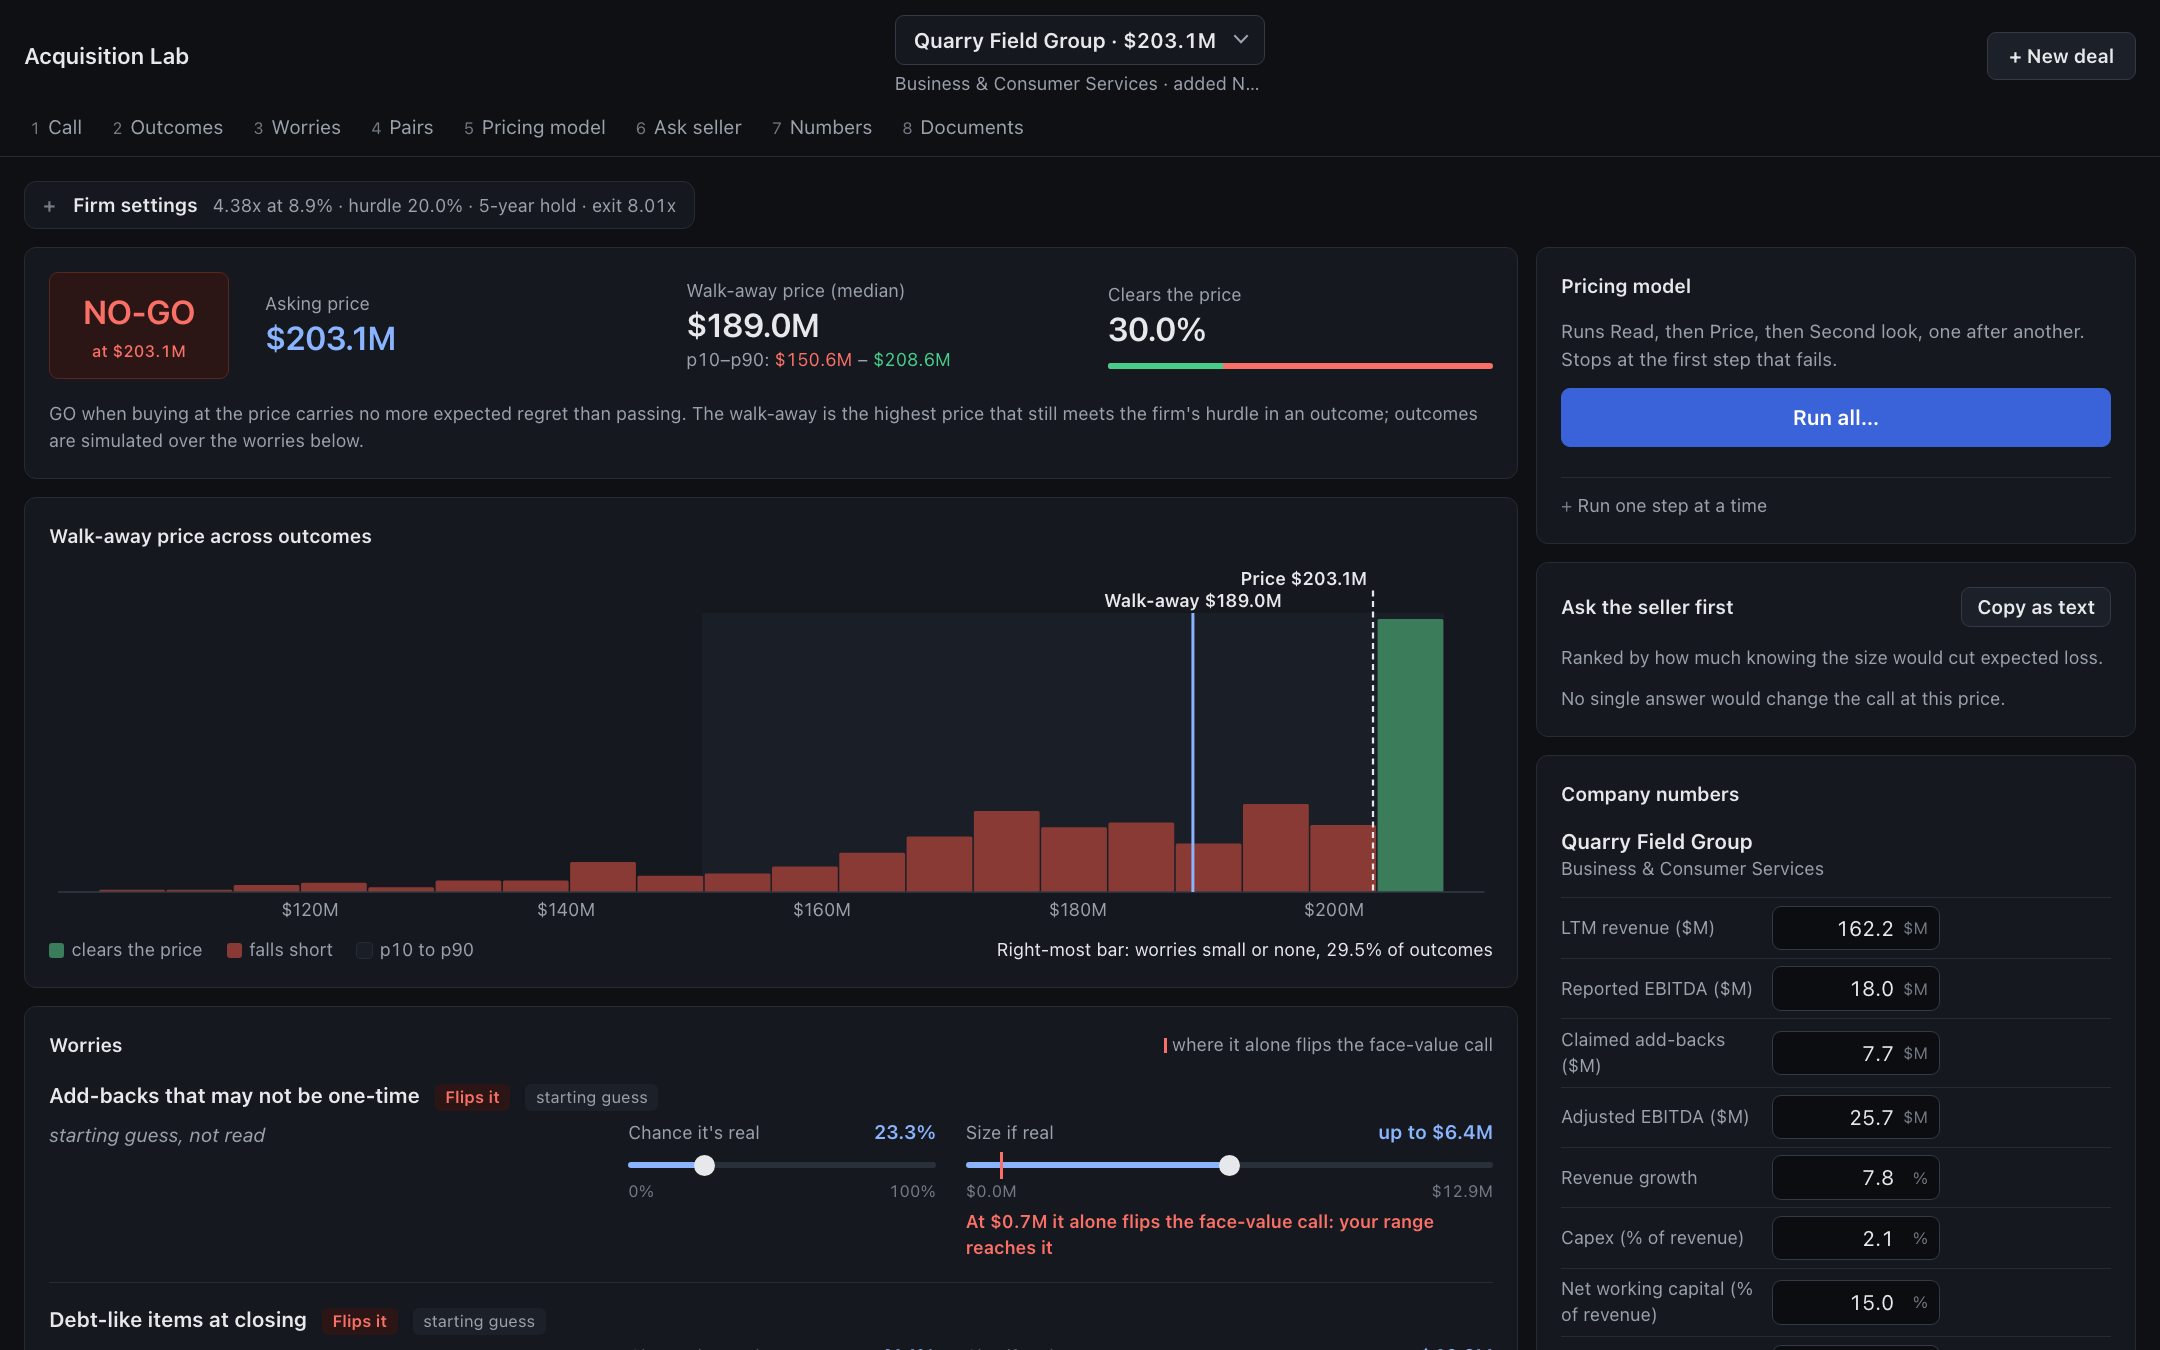 Acquisition Lab
Quarry Field Group · $203.1M
Business & Consumer Services · added N...
+ New deal
1 Call
2 Outcomes
3 Worries
4 Pairs
5 Pricing model
6 Ask seller
7 Numbers
8 Documents
+ Firm settings 4.38x at 8.9% · hurdle 20.0% · 5-year hold · exit 8.01x
NO-GO
at $203.1M
Asking price
$203.1M
Walk-away price (median)
$189.0M
p10–p90: $150.6M – $208.6M
Clears the price
30.0%
GO when buying at the price carries no more expected regret than passing. The walk-away is the highest price that still meets the firm's hurdle in an outcome; outcomes
are simulated over the worries below.
Walk-away price across outcomes
Price $203.1M
Walk-away $189.0M
$120M
$140M
$160M
$180M
$200M
clears the price
falls short
p10 to p90
Right-most bar: worries small or none, 29.5% of outcomes
Worries
where it alone flips the face-value call
Add-backs that may not be one-time
Flips it
starting guess
starting guess, not read
Chance it's real
23.3%
0%
100%
Size if real
up to $6.4M
$0.0M
$12.9M
At $0.7M it alone flips the face-value call: your range
reaches it
Debt-like items at closing
Flips it
starting guess
Pricing model
Runs Read, then Price, then Second look, one after another.
Stops at the first step that fails.
Run all...
+ Run one step at a time
Ask the seller first
Copy as text
Ranked by how much knowing the size would cut expected loss.
No single answer would change the call at this price.
Company numbers
Quarry Field Group
Business & Consumer Services
LTM revenue ($M)
162.2 $M
Reported EBITDA ($M)
18.0 $M
Claimed add-backs
($M)
7.7 $M
Adjusted EBITDA ($M)
25.7 $M
Revenue growth
7.8 %
Capex (% of revenue)
2.1 %
Net working capital (%
of revenue)
15.0 %